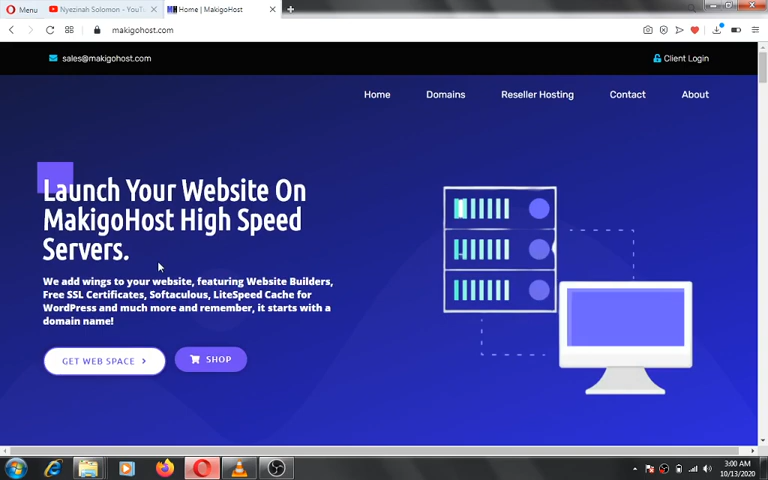 Menu
Nyezinah Solomon - YouTu
Home | MakigoHost
makigohost.com
sales@makigohost.com
Client Login
Home
Domains
Reseller Hosting
Contact
About
Launch Your Website On
MakigoHost High Speed
Servers.
We add wings to your website, featuring Website Builders,
Free SSL Certificates, Softaculous, LiteSpeed Cache for
WordPress and much more and remember, it starts with a
domain name!
GET WEB SPACE
SHOP
3:00 AM
10/13/2020